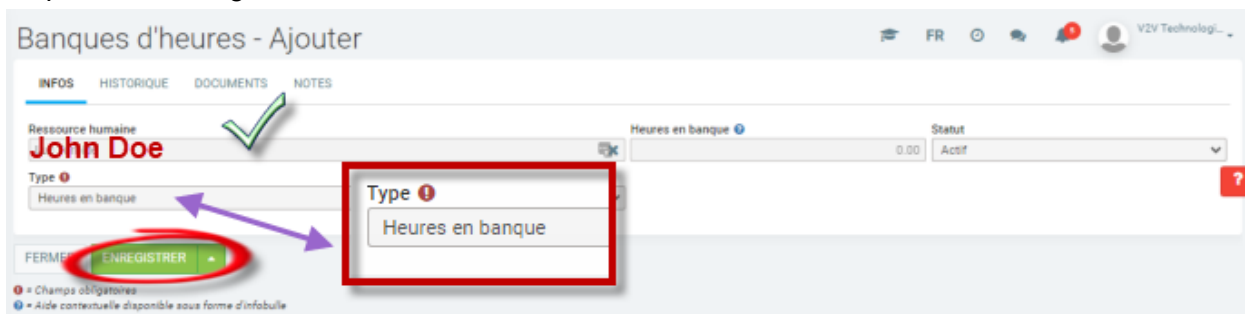 Banques d'heures - Ajouter
FR
V2V Technologi...
INFOS HISTORIQUE DOCUMENTS NOTES
Ressource humaine
John Doe
Heures en banque
0.00
Statut
Actif
Type
Heures en banque
Type
Heures en banque
?
ENREGISTRER
= Champs obligatoires
= Aide contextuelle disponible sous forme d'infobulle